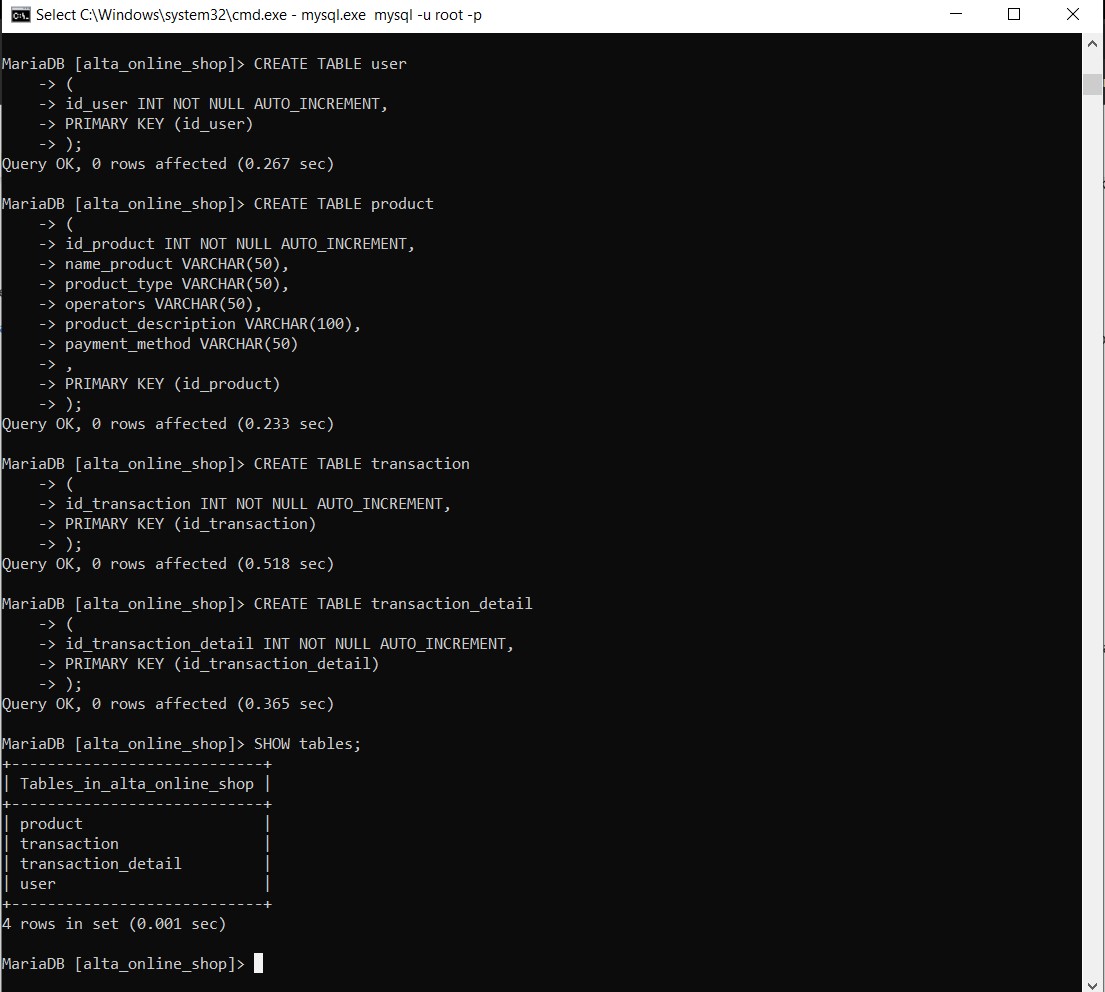 Select C:\Windows\system32\cmd.exe - mysql.exe  mysql -u root -p
MariaDB [alta_online_shop]> CREATE TABLE user
    -> (
    -> id_user INT NOT NULL AUTO_INCREMENT,
    -> PRIMARY KEY (id_user)
    -> );
Query OK, 0 rows affected (0.267 sec)
MariaDB [alta_online_shop]> CREATE TABLE product
    -> (
    -> id_product INT NOT NULL AUTO_INCREMENT,
    -> name_product VARCHAR(50),
    -> product_type VARCHAR(50),
    -> operators VARCHAR(50),
    -> product_description VARCHAR(100),
    -> payment_method VARCHAR(50)
    -> ,
    -> PRIMARY KEY (id_product)
    -> );
Query OK, 0 rows affected (0.233 sec)
MariaDB [alta_online_shop]> CREATE TABLE transaction
    -> (
    -> id_transaction INT NOT NULL AUTO_INCREMENT,
    -> PRIMARY KEY (id_transaction)
    -> );
Query OK, 0 rows affected (0.518 sec)
MariaDB [alta_online_shop]> CREATE TABLE transaction_detail
    -> (
    -> id_transaction_detail INT NOT NULL AUTO_INCREMENT,
    -> PRIMARY KEY (id_transaction_detail)
    -> );
Query OK, 0 rows affected (0.365 sec)
MariaDB [alta_online_shop]> SHOW tables;
+----------------------------+
| Tables_in_alta_online_shop |
+----------------------------+
| product                    |
| transaction                |
| transaction_detail         |
| user                       |
+----------------------------+
4 rows in set (0.001 sec)
MariaDB [alta_online_shop]>